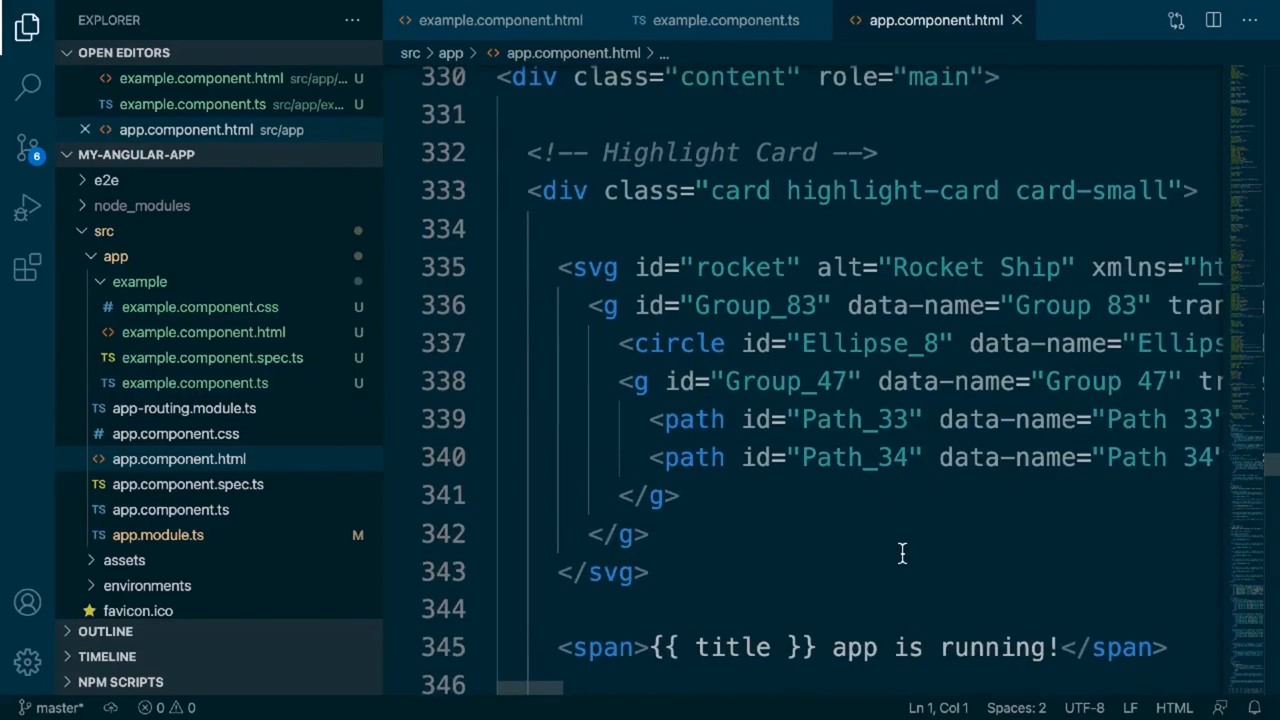 EXPLORER
OPEN EDITORS
example.component.html src/app/... U
TS example.component.ts src/app/ex... U
app.component.html src/app
MY-ANGULAR-APP
e2e
node_modules
src
app
example
# example.component.css U
example.component.html U
TS example.component.spec.ts U
TS example.component.ts U
TS app-routing.module.ts
# app.component.css
app.component.html
TS app.component.spec.ts
TS app.component.ts
TS app.module.ts M
assets
environments
favicon.ico
OUTLINE
TIMELINE
NPM SCRIPTS
6
example.component.html
TS example.component.ts
app.component.html
src > app > <> app.component.html > ...
330 <div class="content" role="main">
331
332 <!-- Highlight Card -->
333 <div class="card highlight-card card-small">
334
335 <svg id="rocket" alt="Rocket Ship" xmlns="ht
336 <g id="Group_83" data-name="Group 83" tran
337 <circle id="Ellipse_8" data-name="Ellips
338 <g id="Group_47" data-name="Group 47" tr
339 <path id="Path_33" data-name="Path 33"
340 <path id="Path_34" data-name="Path 34"
341 </g>
342 </g>
343 </svg>
344
345 <span>{{ title }} app is running!</span>
346
master* 0 0 Ln 1, Col 1 Spaces: 2 UTF-8 LF HTML